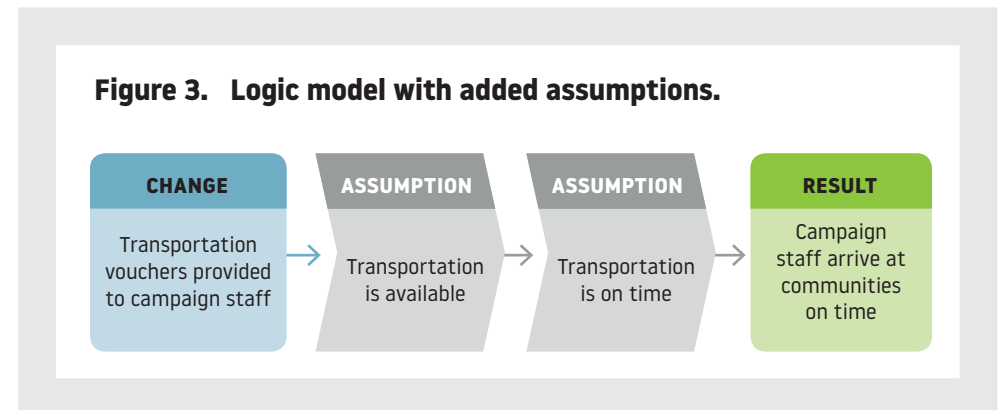 Figure 3. Logic model with added assumptions.
CHANGE
Transportation
vouchers provided
to campaign staff
ASSUMPTION
Transportation
is available
ASSUMPTION
Transportation
is on time
RESULT
Campaign
staff arrive at
communities
on time